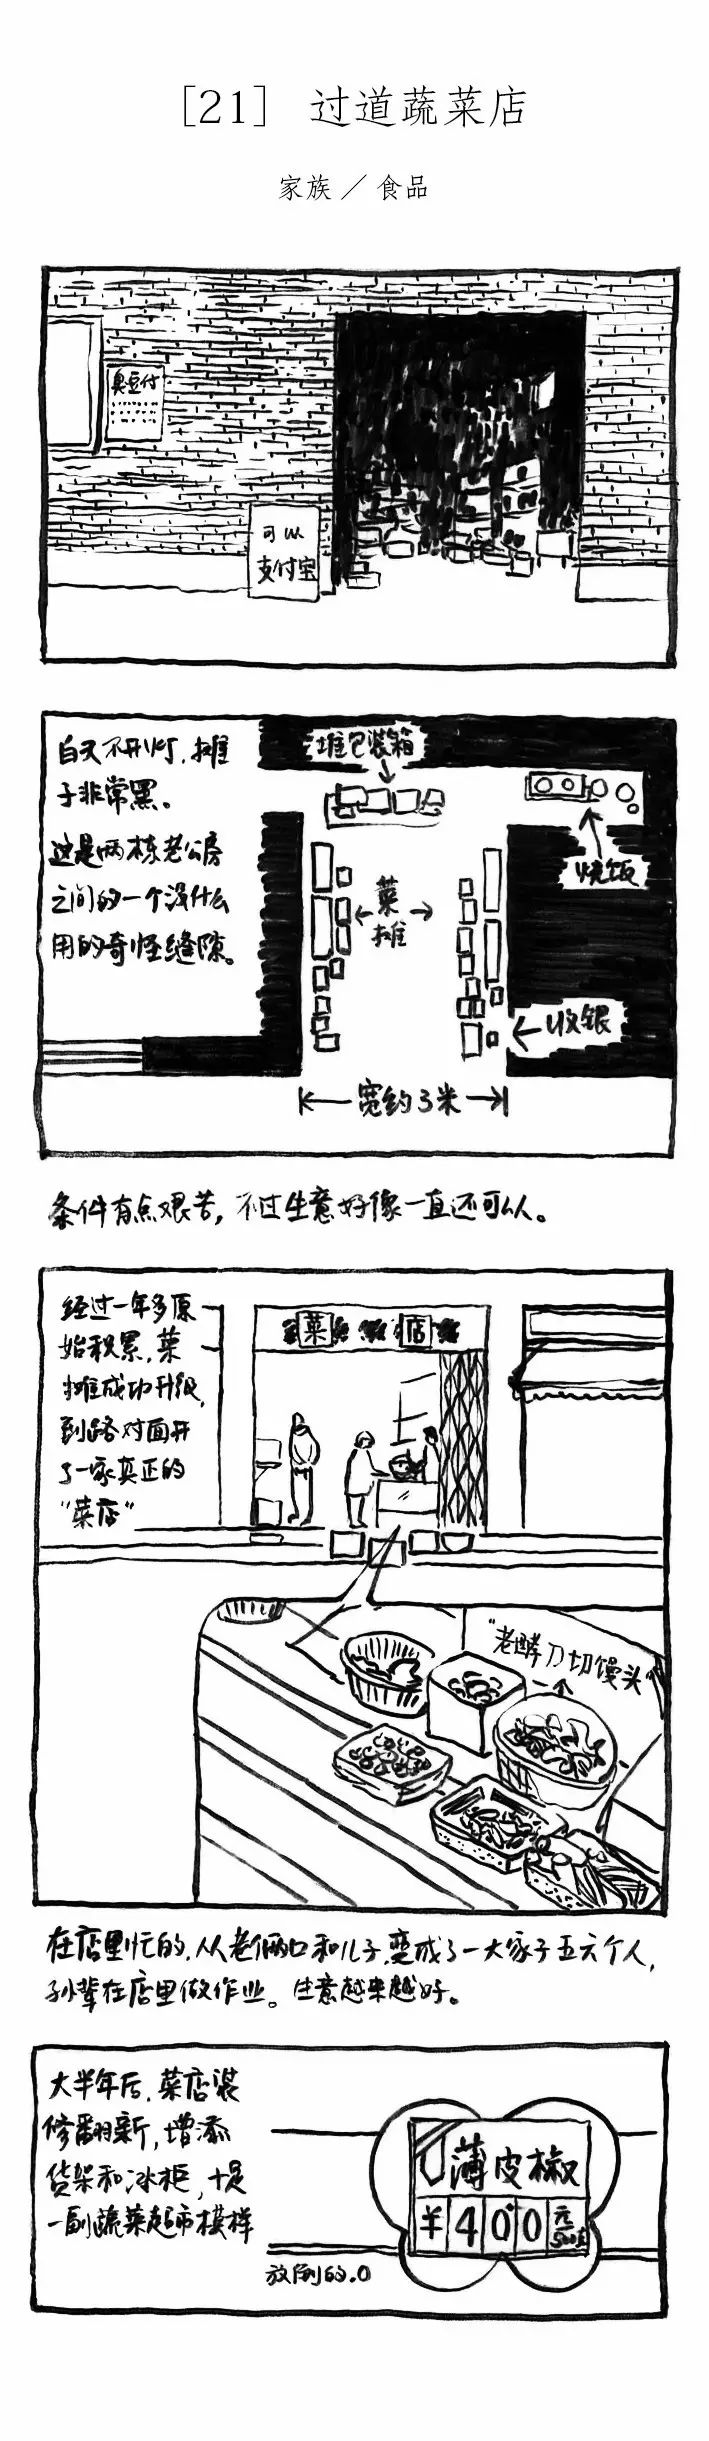 [21] 过道蔬菜店
家族／食品
臭豆付
可以
支付宝
白天不开灯，摊
子非常黑。
这是两栋老公房
之间的一个没什么
用的奇怪缝隙。
堆包装箱
烧饭
菜
摊
收银
宽约3米
条件有点艰苦，不过生意好像一直还可以。
经过一年多原
始积累，菜
摊成功升级，
到路对面开
了一家真正的
“菜店”
菜 店
“老酵刀切馒头”
在店里忙的，从老俩口和儿子，变成了一大家子五六个人，
孙辈在店里做作业。生意越来越好。
大半年后，菜店装
修翻新，增添
货架和冰柜，十足
一副蔬菜超市模样
薄皮椒
¥ 4 0 0 元
500克
放倒的.0